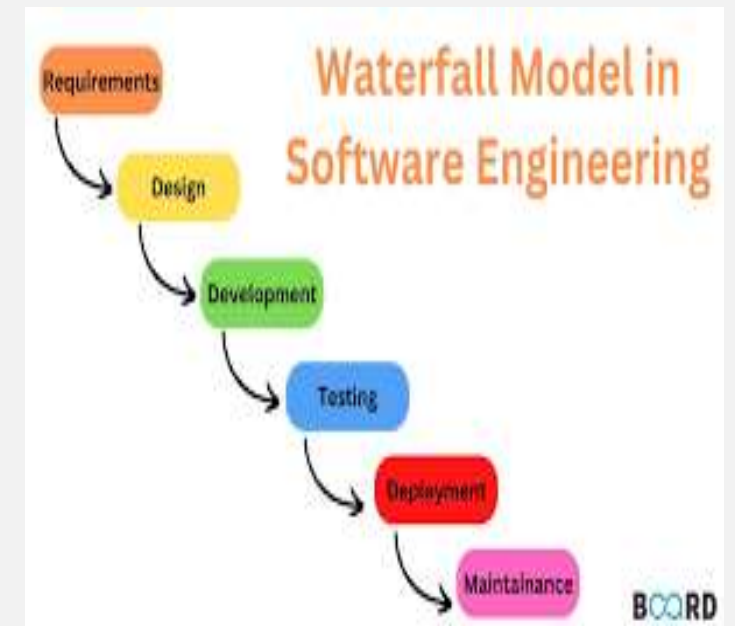 Waterfall Model in
Software Engineering
Requirements
Design
Development
Testing
Deployment
Maintainance
BOARD